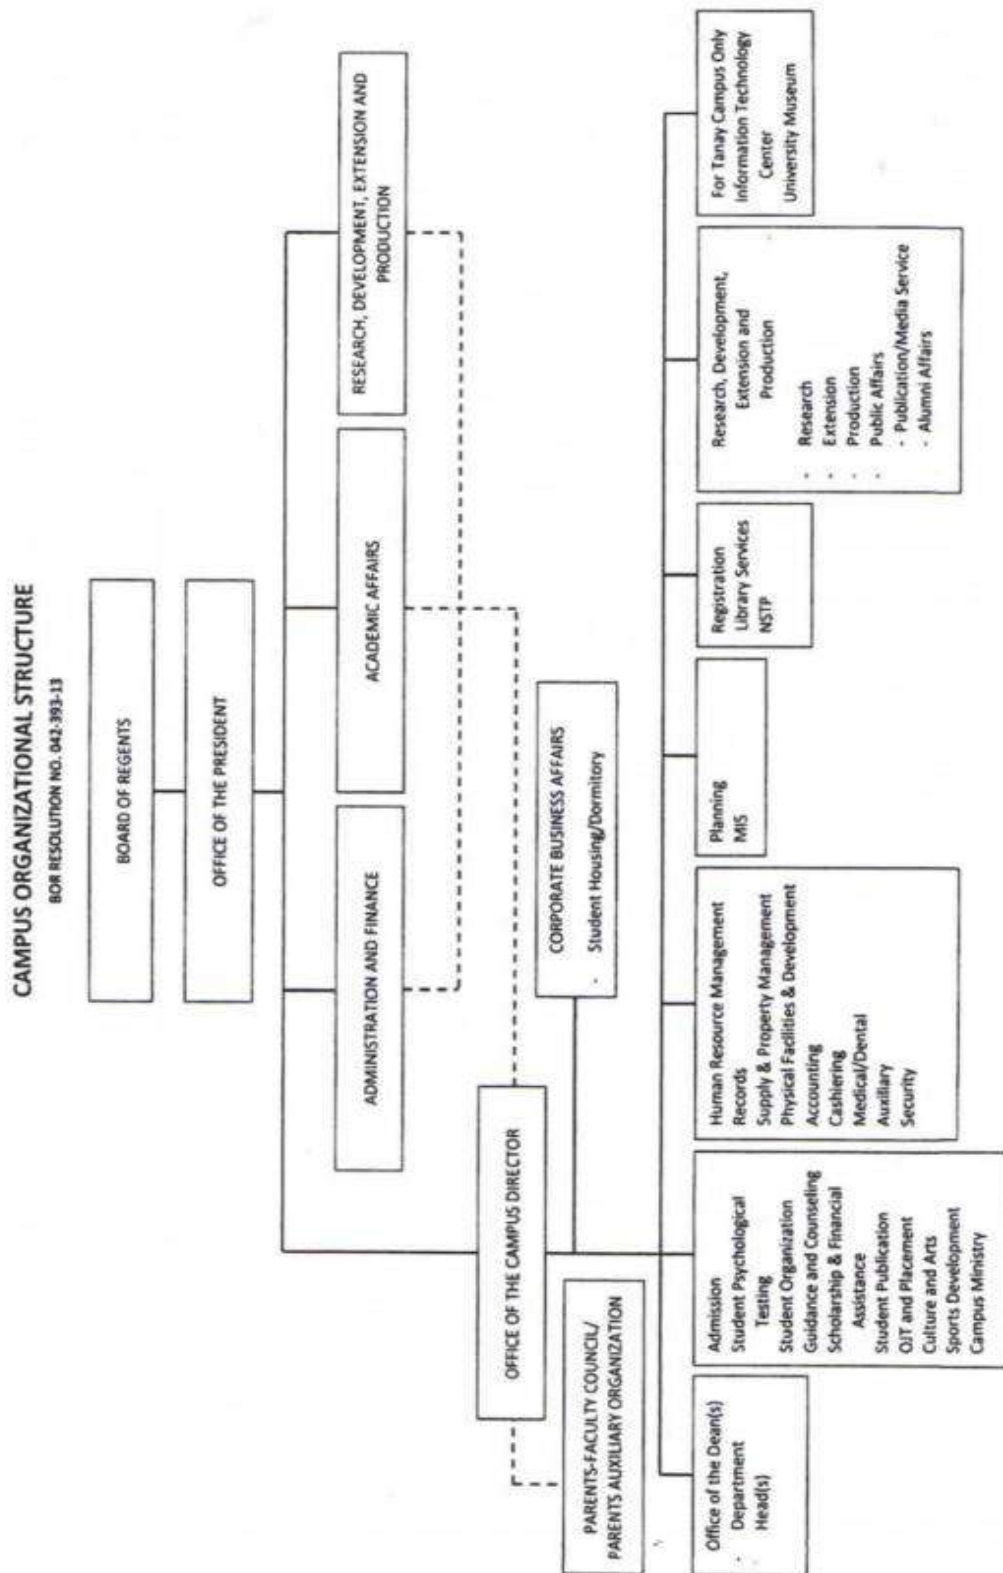 CAMPUS ORGANIZATIONAL STRUCTURE
BOR RESOLUTION NO. 042-393-13
BOARD OF REGENTS
OFFICE OF THE PRESIDENT
ADMINISTRATION AND FINANCE
ACADEMIC AFFAIRS
RESEARCH, DEVELOPMENT, EXTENSION AND
PRODUCTION
OFFICE OF THE CAMPUS DIRECTOR
PARENTS-FACULTY COUNCIL/
PARENTS AUXILIARY ORGANIZATION
CORPORATE BUSINESS AFFAIRS
- Student Housing/Dormitory
Office of the Dean(s)
- Department
Head(s)
Admission
Student Psychological
Testing
Student Organization
Guidance and Counseling
Scholarship & Financial
Assistance
Student Publication
OJT and Placement
Culture and Arts
Sports Development
Campus Ministry
Human Resource Management
Records
Supply & Property Management
Physical Facilities & Development
Accounting
Cashiering
Medical/Dental
Auxiliary
Security
Planning
MIS
Registration
Library Services
NSTP
Research, Development,
Extension and
Production
- Research
- Extension
- Production
- Public Affairs
- Publication/Media Service
- Alumni Affairs
For Tanay Campus Only
Information Technology
Center
University Museum